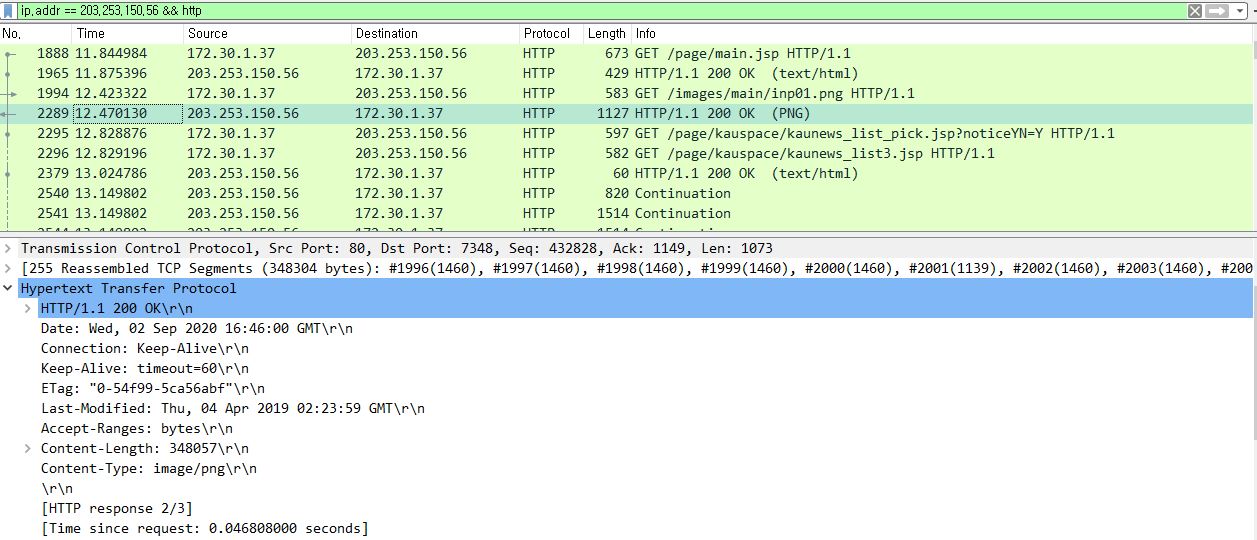 ip,addr == 203,253,150,56 && http
No. Time Source Destination Protocol Length Info
1888 11.844984 172.30.1.37 203.253.150.56 HTTP 673 GET /page/main.jsp HTTP/1.1
1965 11.875396 203.253.150.56 172.30.1.37 HTTP 429 HTTP/1.1 200 OK (text/html)
1994 12.423322 172.30.1.37 203.253.150.56 HTTP 583 GET /images/main/inp01.png HTTP/1.1
2289 12.470130 203.253.150.56 172.30.1.37 HTTP 1127 HTTP/1.1 200 OK (PNG)
2295 12.828876 172.30.1.37 203.253.150.56 HTTP 597 GET /page/kauspace/kaunews_list_pick.jsp?noticeYN=Y HTTP/1.1
2296 12.829196 172.30.1.37 203.253.150.56 HTTP 582 GET /page/kauspace/kaunews_list3.jsp HTTP/1.1
2379 13.024786 203.253.150.56 172.30.1.37 HTTP 60 HTTP/1.1 200 OK (text/html)
2540 13.149802 203.253.150.56 172.30.1.37 HTTP 820 Continuation
2541 13.149802 203.253.150.56 172.30.1.37 HTTP 1514 Continuation
Transmission Control Protocol, Src Port: 80, Dst Port: 7348, Seq: 432828, Ack: 1149, Len: 1073
[255 Reassembled TCP Segments (348304 bytes): #1996(1460), #1997(1460), #1998(1460), #1999(1460), #2000(1460), #2001(1139), #2002(1460), #2003(1460), #200
Hypertext Transfer Protocol
HTTP/1.1 200 OK\r\n
Date: Wed, 02 Sep 2020 16:46:00 GMT\r\n
Connection: Keep-Alive\r\n
Keep-Alive: timeout=60\r\n
ETag: "0-54f99-5ca56abf"\r\n
Last-Modified: Thu, 04 Apr 2019 02:23:59 GMT\r\n
Accept-Ranges: bytes\r\n
Content-Length: 348057\r\n
Content-Type: image/png\r\n
\r\n
[HTTP response 2/3]
[Time since request: 0.046808000 seconds]